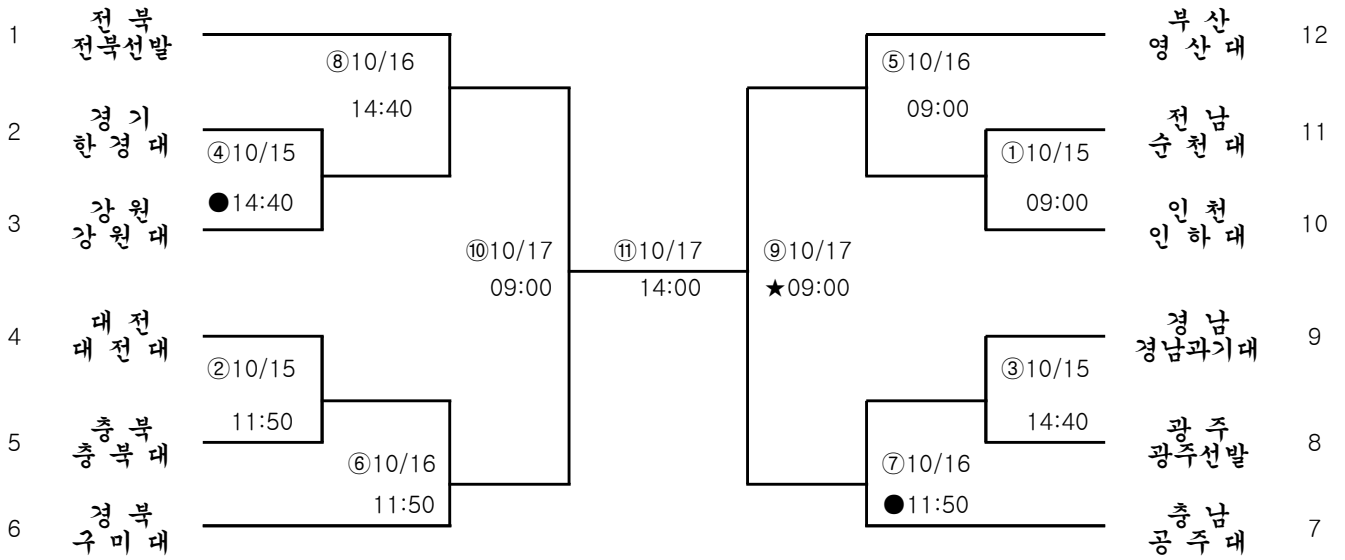 1
전 북
전북선발
⑧10/16
14:40
2
경 기
한 경 대
④10/15
●14:40
3
강 원
강 원 대
⑩10/17
09:00
4
대 전
대 전 대
②10/15
11:50
5
충 북
충 북 대
⑥10/16
11:50
6
경 북
구 미 대
⑪10/17
14:00
부 산
영 산 대
12
⑤10/16
09:00
전 남
순 천 대
11
①10/15
09:00
인 천
인 하 대
10
⑨10/17
★09:00
경 남
경남과기대
9
③10/15
14:40
광 주
광주선발
8
⑦10/16
●11:50
충 남
공 주 대
7